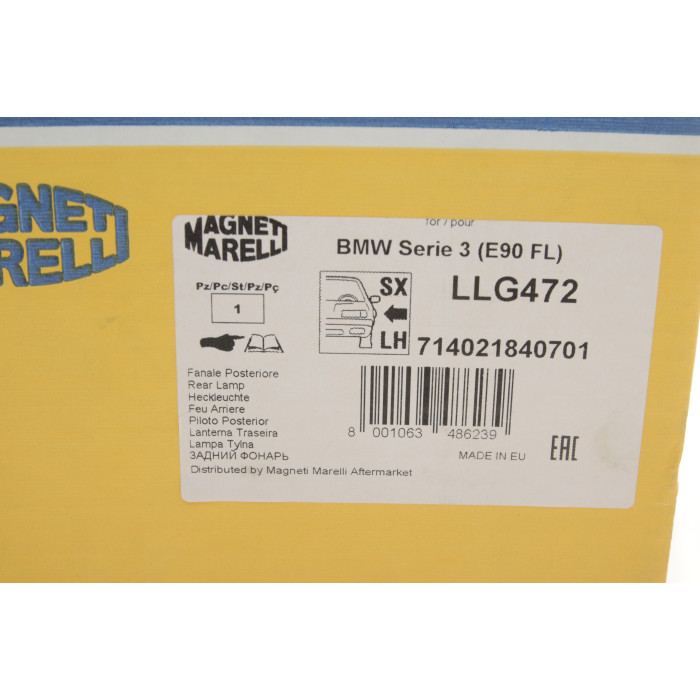 MAGNETI
MARELLI
for / pour
BMW Serie 3 (E90 FL)
Pz/Pc/St/Pz/Pç
1
SX
LH
LLG472
714021840701
Fanale Posteriore
Rear Lamp
Heckleuchte
Feu Arriere
Piloto Posterior
Lanterna Traseira
Lampa Tylna
ЗАДНИЙ ФОНАРЬ
Distributed by Magneti Marelli Aftermarket
8 001063 486239
MADE IN EU
EAC
AGNETI
ARELLI